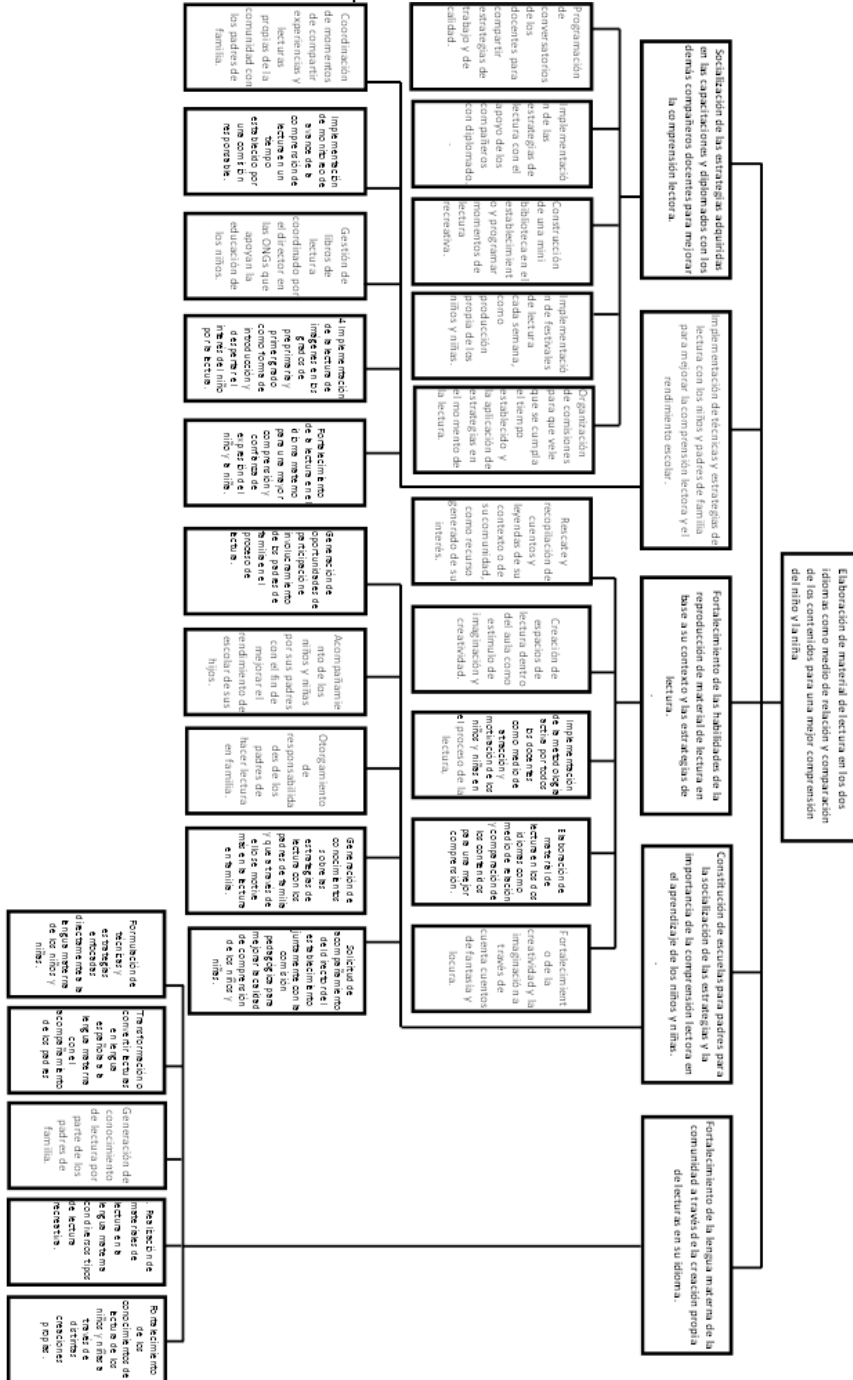 Elaboración de material de lectura en los dos
idiomas como medio de relación y comparación
de los contenidos para una mejor comprensión
del niño y la niña
Socialización de las estrategias adquiridas
en las capacitaciones y diplomados con los
demás compañeros docentes para mejorar
la comprensión lectora.
Implementación de técnicas y estrategias de
lectura con los niños y padres de familia
para mejorar la comprensión lectora y el
rendimiento escolar.
Fortalecimiento de las habilidades de la
reproducción de material de lectura en
base a su contexto y las estrategias de
lectura.
.
Constitución de escuelas para padres para
la socialización de las estrategias y la
importancia de la comprensión lectora en
el aprendizaje de los niños y niñas.
.
Fortalecimiento de la lengua materna de la
comunidad a través de la creación propia
de lecturas en su idioma.
Programación
de
conversatorios
de los
docentes para
compartir
estrategias de
trabajo y de
calidad.
Implementació
n de las
estrategias de
lectura con el
apoyo de los
compañeros
con diplomado.
.
Construcción
de una mini
biblioteca en el
establecimient
o y programar
momentos de
lectura
recreativa.
Implementació
n de festivales
de lectura
cada semana,
como
producción
propia de los
niños y niñas.
Organización
de comisiones
para que vele
que se cumpla
el tiempo
establecido y
la aplicación de
estrategias en
el momento de
la lectura.
Rescate y
recopilación de
cuentos y
leyendas de su
contexto o de
su comunidad,
como recurso
generado de su
interés.
Creación de
espacios de
lectura dentro
del aula como
estimulo de
imaginación y
creatividad.
Implementación
de la metodología
activa por todos
los docentes
como medio de
atracción y
motivación de los
niños y niñas en
el proceso de la
lectura.
Elaboración de
material de
lectura en los dos
idiomas como
medio de relación
y comparación de
los contenidos
para una mejor
comprensión.
Fortalecimient
o de la
creatividad y la
imaginación a
través de
cuenta cuentos
de fantasía y
locura.
Coordinación
de momentos
de compartir
experiencias y
lecturas
propias de la
comunidad con
los padres de
familia.
Implementación
de monitoreo de
avance de la
comprensión de
lectura en un
tiempo
establecido por
una comisión
responsable.
Gestión de
libros de
lectura
coordinado por
el director en
las ONGs que
apoyan la
educación de
los niños.
4 Implementación
de la lectura de
imágenes en los
grados de
preprimaria y
primer grado
como forma de
introducción y
despertar el
interés del niño
por la lectura.
Fortalecimiento
de la lectura en el
idioma materno
para una mayor
comprensión y
confianza de
expresión del
niño y la niña.
Generación de
oportunidades de
participación e
involucramiento
de los padres de
familia en el
proceso de
lectura.
Acompañamie
nto de los
niños y niñas
por sus padres
con el fin de
mejorar el
rendimiento
escolar de sus
hijos.
Otorgamiento
de
responsabilida
des de los
padres de
hacer lectura
en familia.
Generación de
conocimientos
sobre las
estrategias de
lectura con los
padres de familia
y que a través de
ello se motive
más en la lectura
en familia.
Solicitud de
acompañamiento
del director del
establecimiento
juntamente con la
comisión
pedagógica para
mejorar la calidad
de comprensión
de los niños y
niñas.
Formulación de
técnicas y
estrategias
enfocadas
directamente a la
lengua materna
de los niños y
niñas.
Transformación o
convertir lecturas
en lengua
española a la
lengua materna
con el
acompañamiento
de los padres
Generación de
conocimiento
de lectura por
parte de los
padres de
familia.
. Realización de
materiales de
lectura en la
lengua materna
con diversos tipos
de lectura
recreativa.
Fortalecimiento
de los
conocimientos de
lectura de los
niños y niñas a
través de
distintas
creaciones
propias.